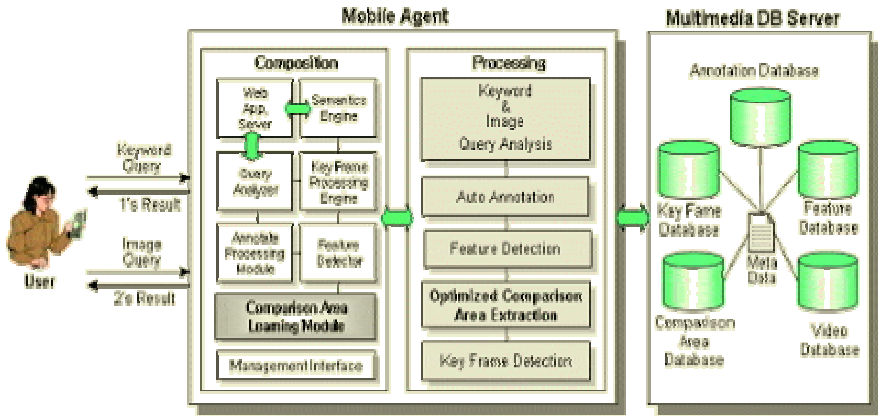 Mobile Agent
Multimedia DB Server
Composition
Processing
Web
App.
Server
Semantics
Engine
Query
Analyzer
Key Frame
Processing
Engine
Annotate
Processing
Module
Feature
Detector
Comparison Area
Learning Module
Management Interface
Keyword
&
Image
Query Analysis
Auto Annotation
Feature Detection
Optimized Comparison
Area Extraction
Key Frame Detection
Keyword
Query
1's Result
Image
Query
2's Result
User
Annotation Database
Key Fame
Database
Feature
Database
Meta
Data
Comparison
Area
Database
Video
Database